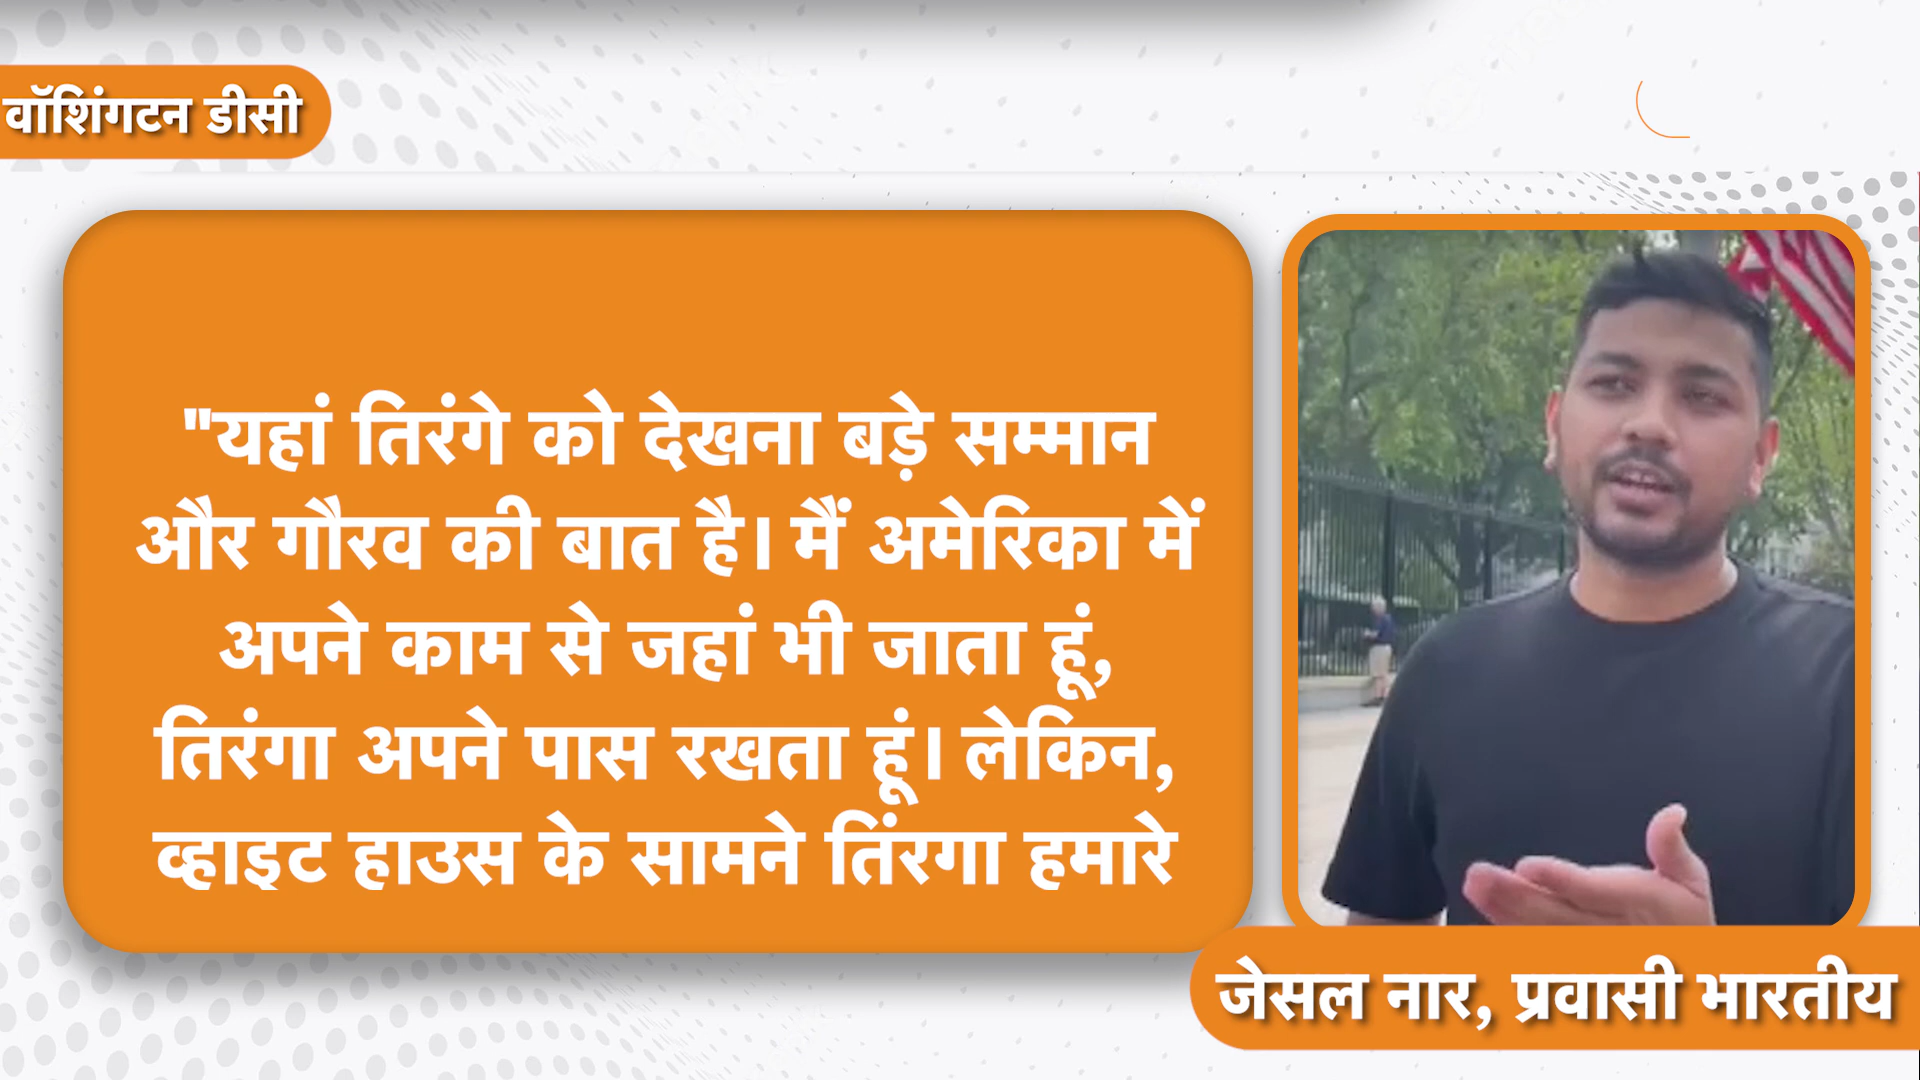 वॉशिंगटन डीसी
"यहां तिरंगे को देखना बड़े सम्मान
और गौरव की बात है। मैं अमेरिका में
अपने काम से जहां भी जाता हूं,
तिरंगा अपने पास रखता हूं। लेकिन,
व्हाइट हाउस के सामने तिंरगा हमारे
जेसल नार, प्रवासी भारतीय